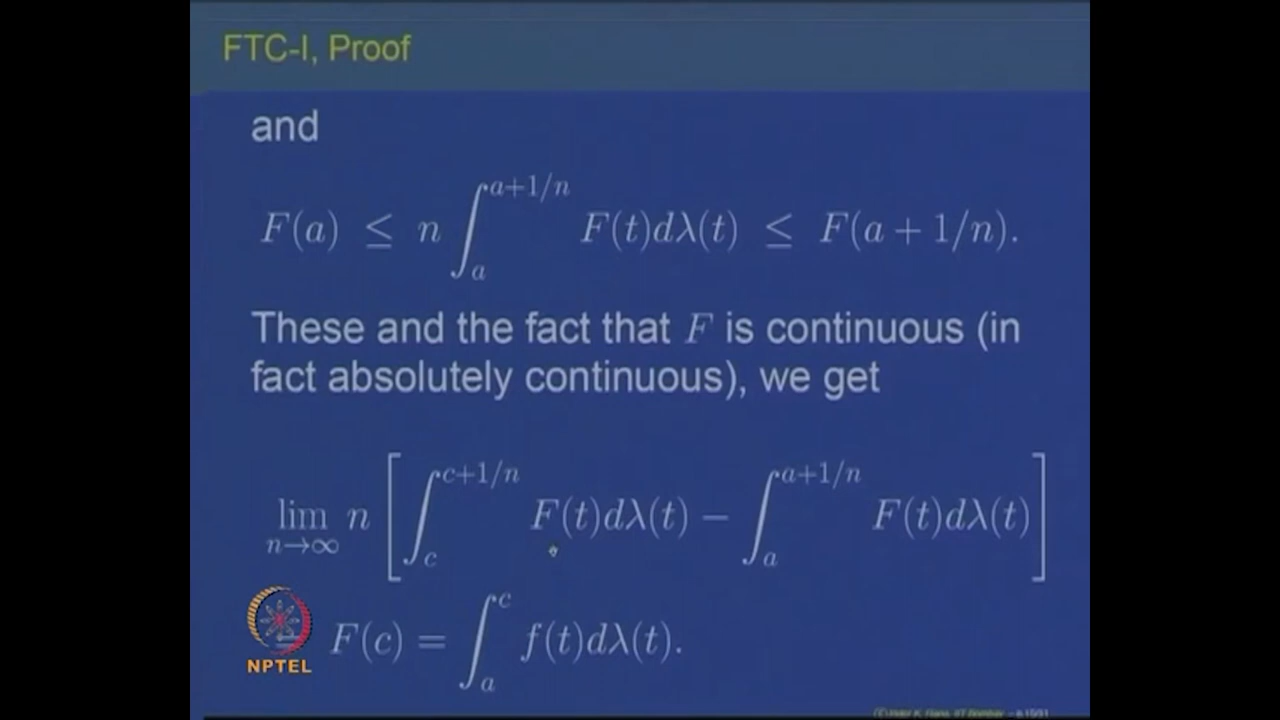 FTC-I, Proof
and
F(a) ≤ n ∫_a^{a+1/n} F(t)dλ(t) ≤ F(a + 1/n).
These and the fact that F is continuous (in
fact absolutely continuous), we get
lim_{n→∞} n [ ∫_c^{c+1/n} F(t)dλ(t) − ∫_a^{a+1/n} F(t)dλ(t) ]
= F(c) = ∫_a^c f(t)dλ(t).
NPTEL